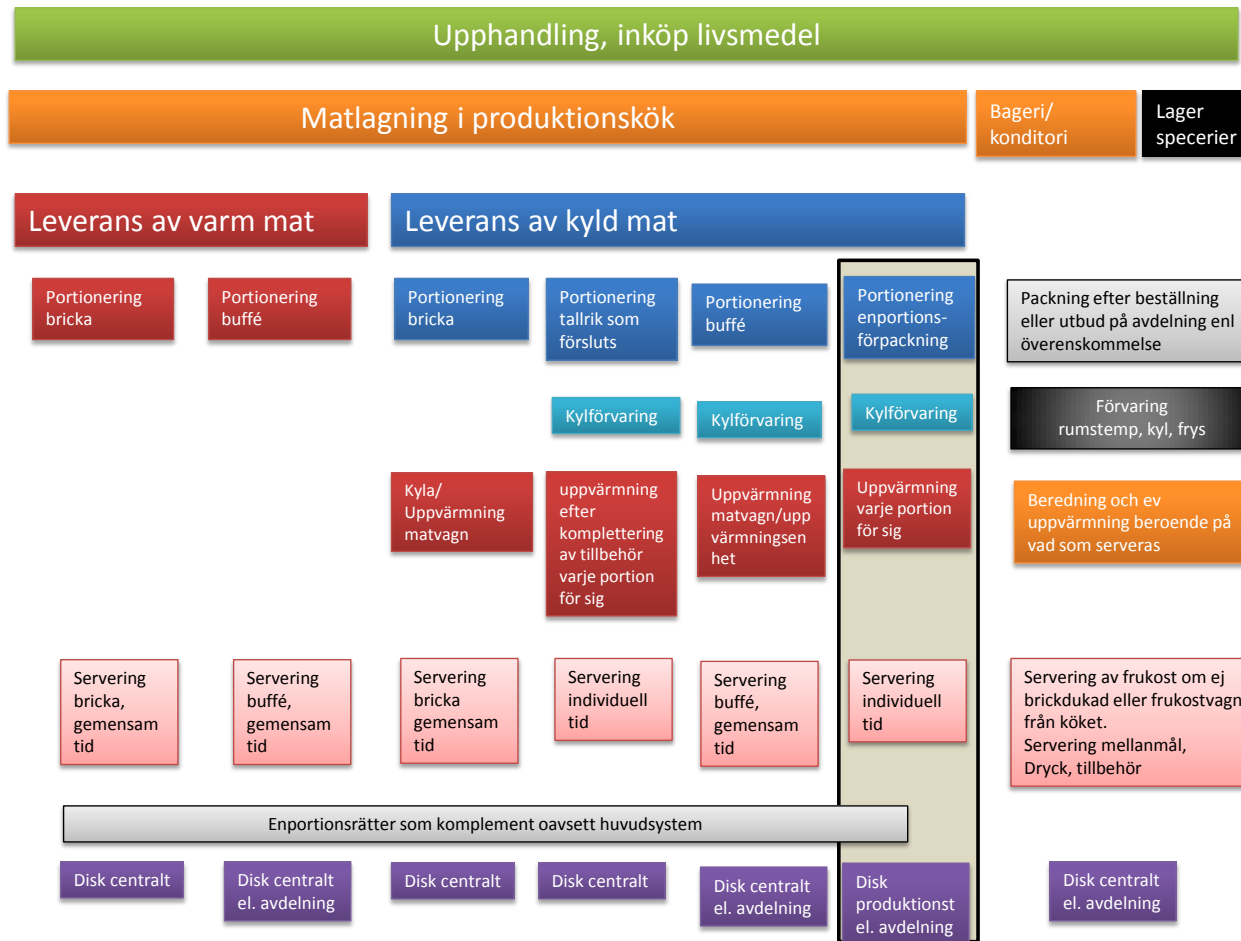 Upphandling, inköp livsmedel
Matlagning i produktionskök
Bageri/
konditori
Lager
specerier
Leverans av varm mat
Leverans av kyld mat
Portionering
bricka
Portionering
buffé
Portionering
bricka
Portionering
tallrik som
försluts
Portionering
buffé
Portionering
enportions-
förpackning
Packning efter beställning
eller utbud på avdelning enl
överenskommelse
Kylförvaring
Kylförvaring
Kylförvaring
Förvaring
rumstemp, kyl, frys
Kyla/
Uppvärmning
matvagn
uppvärmning
efter
komplettering
av tillbehör
varje portion
för sig
Uppvärmning
matvagn/upp
värmningsen
het
Uppvärmning
varje portion
för sig
Beredning och ev
uppvärmning beroende på
vad som serveras
Servering
bricka,
gemensam
tid
Servering
buffé,
gemensam
tid
Servering
bricka
gemensam
tid
Servering
individuell
tid
Servering
buffé,
gemensam
tid
Servering
individuell
tid
Servering av frukost om ej
brickdukad eller frukostvagn
från köket.
Servering mellanmål,
Dryck, tillbehör
Enportionsrätter som komplement oavsett huvudsystem
Disk centralt
Disk centralt
el. avdelning
Disk centralt
Disk centralt
Disk centralt
el. avdelning
Disk
produktionst
el. avdelning
Disk centralt
el. avdelning